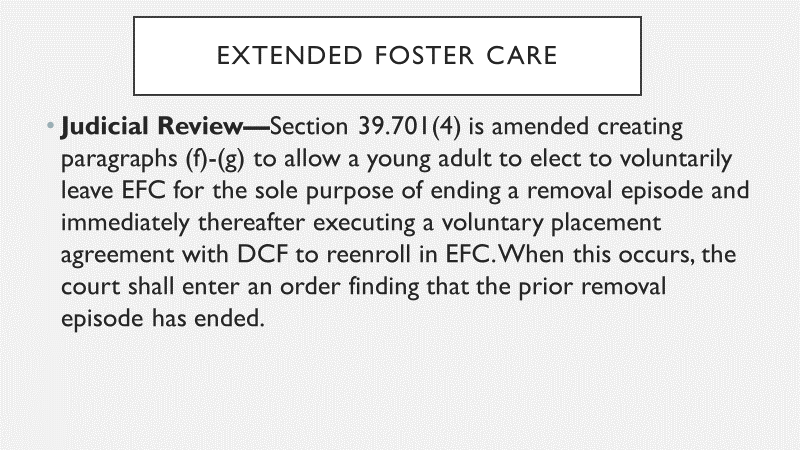 EXTENDED FOSTER CARE
• Judicial Review—Section 39.701(4) is amended creating
paragraphs (f)-(g) to allow a young adult to elect to voluntarily
leave EFC for the sole purpose of ending a removal episode and
immediately thereafter executing a voluntary placement
agreement with DCF to reenroll in EFC. When this occurs, the
court shall enter an order finding that the prior removal
episode has ended.